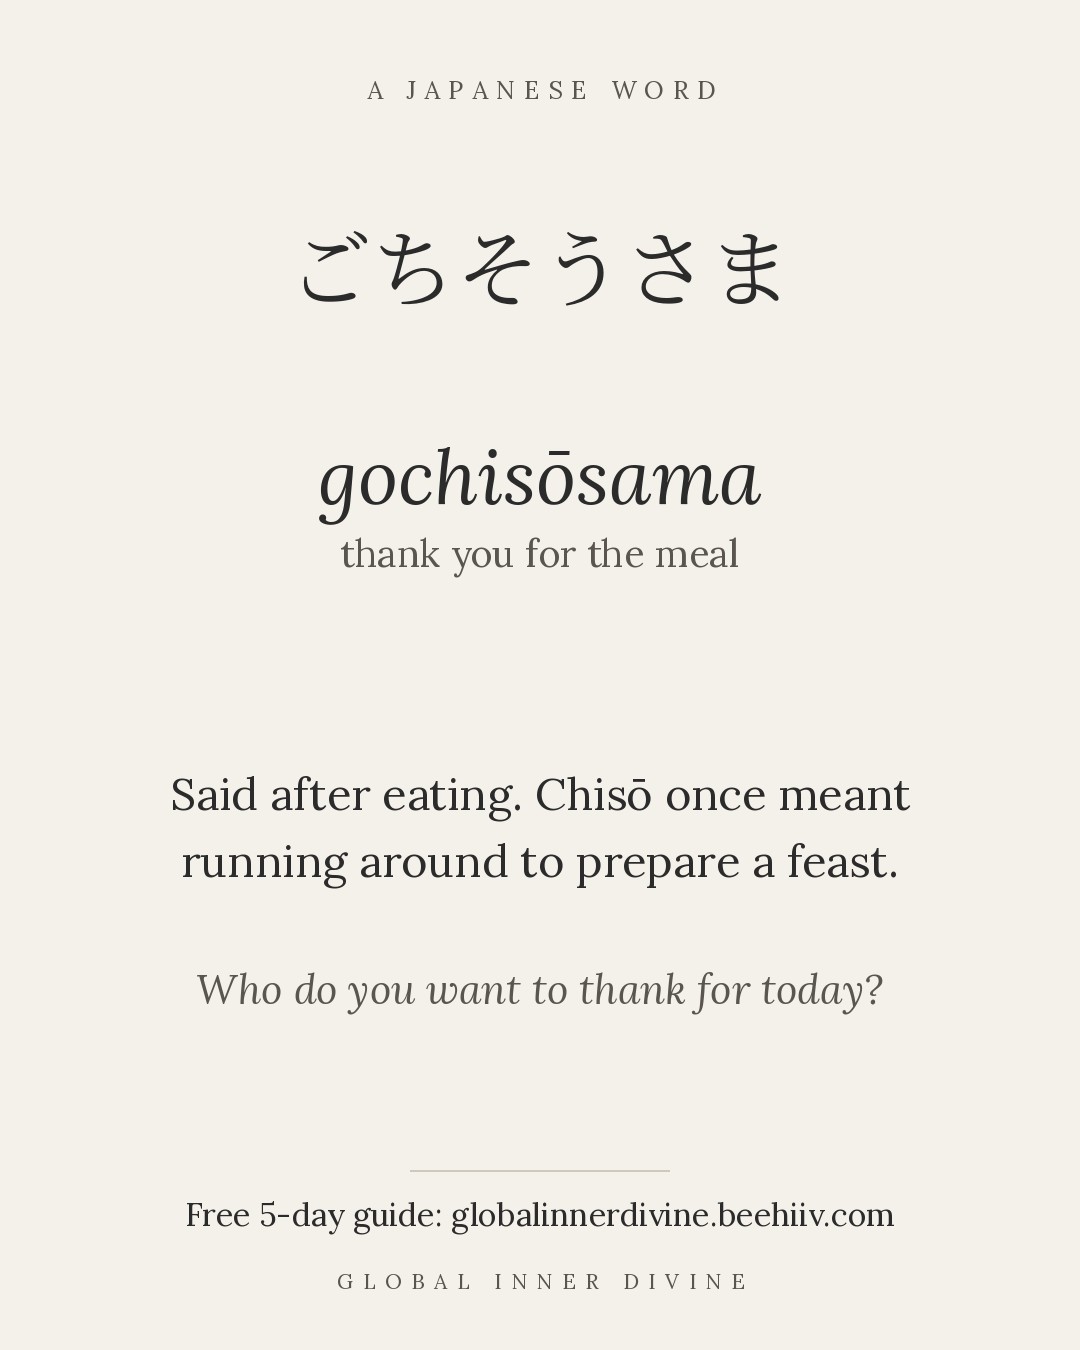 A JAPANESE WORD
ごちそうさま
gochisōsama
thank you for the meal
Said after eating. Chisō once meant
running around to prepare a feast.
Who do you want to thank for today?
Free 5-day guide: globalinnerdivine.beehiiv.com
GLOBAL INNER DIVINE